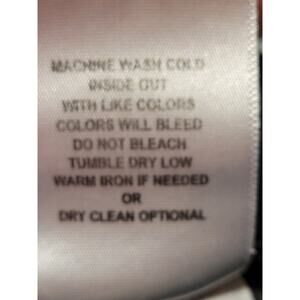 MACHINE WASH COLD
INSIDE OUT
WITH LIKE COLORS
COLORS WILL BLEED
DO NOT BLEACH
TUMBLE DRY LOW
WARM IRON IF NEEDED
OR
DRY CLEAN OPTIONAL